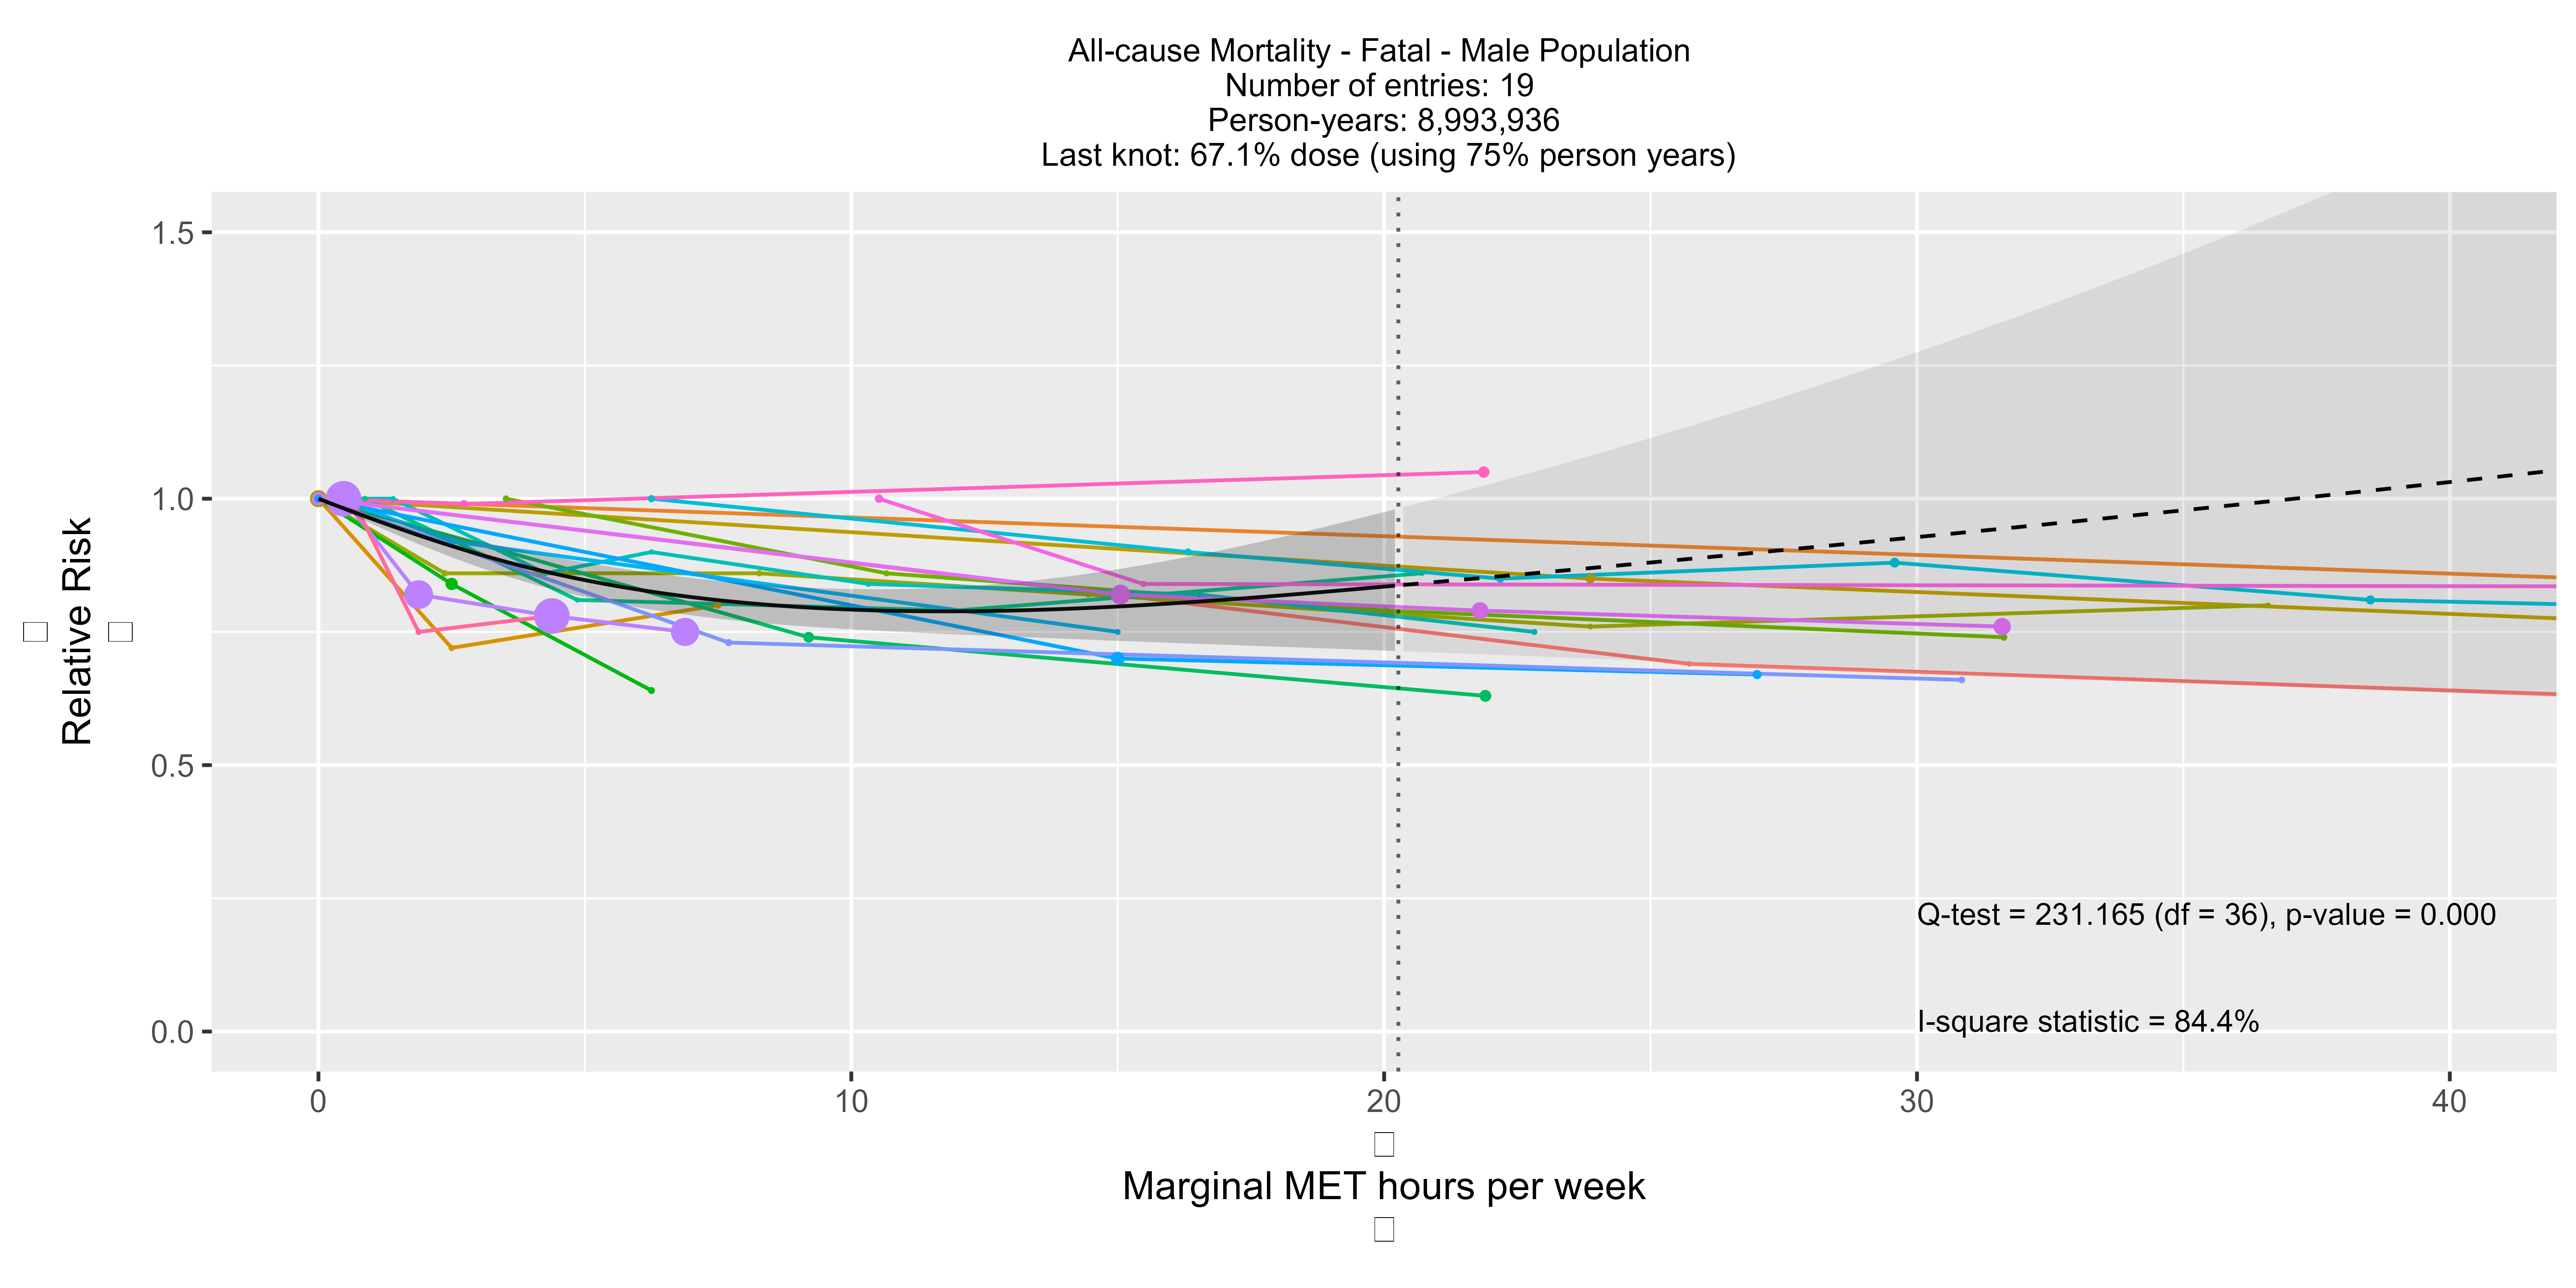 All-cause Mortality - Fatal - Male Population
Number of entries: 19
Person-years: 8,993,936
Last knot: 67.1% dose (using 75% person years)
1.5
1.0
0.5
0.0
Relative Risk
Q-test = 231.165 (df = 36), p-value = 0.000
I-square statistic = 84.4%
0 10 20 30 40
Marginal MET hours per week